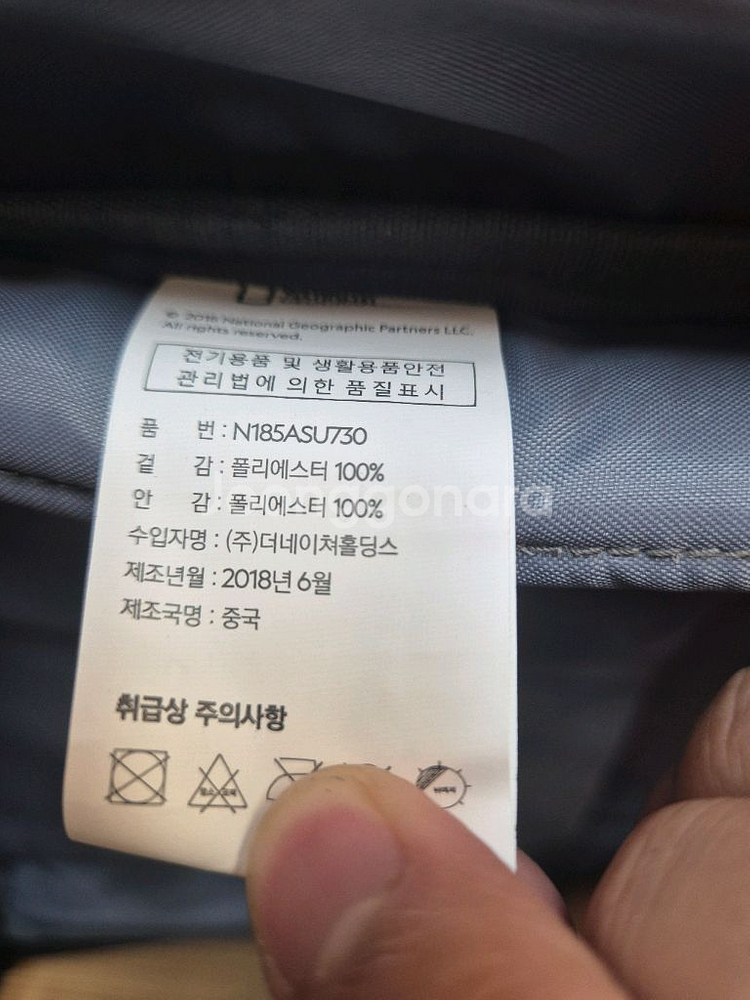 © 2018 National Geographic Partners LLC.
All rights reserved.
전기용품 및 생활용품안전
관리법에 의한 품질표시
품 번 : N185ASU730
겉 감 : 폴리에스터 100%
안 감 : 폴리에스터 100%
수입자명 : (주)더네이쳐홀딩스
제조년월 : 2018년 6월
제조국명 : 중국
취급상 주의사항